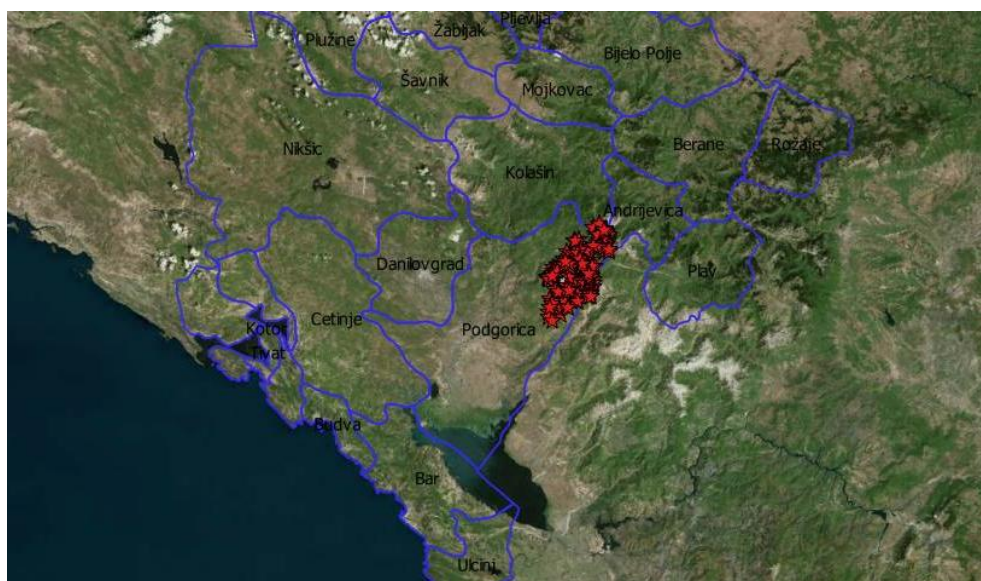 Pljevlja
Plužine
Žabljak
Bijelo Polje
Šavnik
Mojkovac
Nikšic
Kolašin
Berane
Rožaje
Andrijevica
Danilovgrad
Plav
Cetinje
Podgorica
Kotor
Tivat
Budva
Bar
Ulcinj